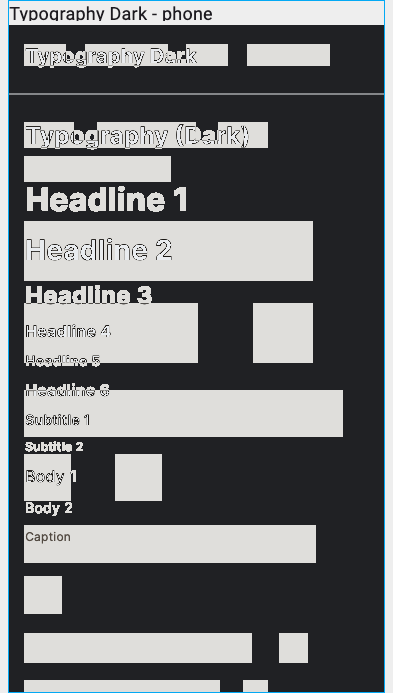 Typography Dark - phone
Typography Dark
Typography (Dark)
Headline 1
Headline 2
Headline 3
Headline 4
Headline 5
Headline 6
Subtitle 1
Subtitle 2
Body 1
Body 2
Caption